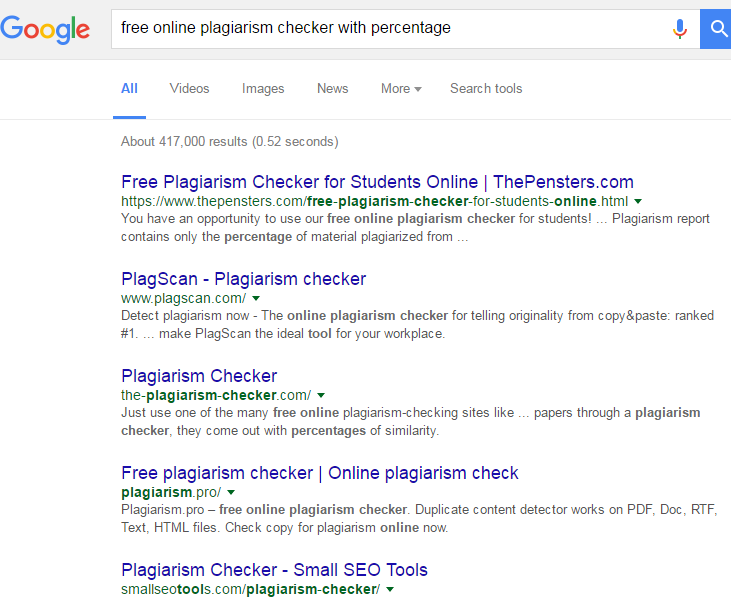 Google
free online plagiarism checker with percentage
All Videos Images News More Search tools
About 417,000 results (0.52 seconds)
Free Plagiarism Checker for Students Online | ThePensters.com
https://www.thepensters.com/free-plagiarism-checker-for-students-online.html
You have an opportunity to use our free online plagiarism checker for students! ... Plagiarism report
contains only the percentage of material plagiarized from ...
PlagScan - Plagiarism checker
www.plagscan.com/
Detect plagiarism now - The online plagiarism checker for telling originality from copy&paste: ranked
#1. ... make PlagScan the ideal tool for your workplace.
Plagiarism Checker
the-plagiarism-checker.com/
Just use one of the many free online plagiarism-checking sites like ... papers through a plagiarism
checker, they come out with percentages of similarity.
Free plagiarism checker | Online plagiarism check
plagiarism.pro/
Plagiarism.pro – free online plagiarism checker. Duplicate content detector works on PDF, Doc, RTF,
Text, HTML files. Check copy for plagiarism online now.
Plagiarism Checker - Small SEO Tools
smallseotools.com/plagiarism-checker/